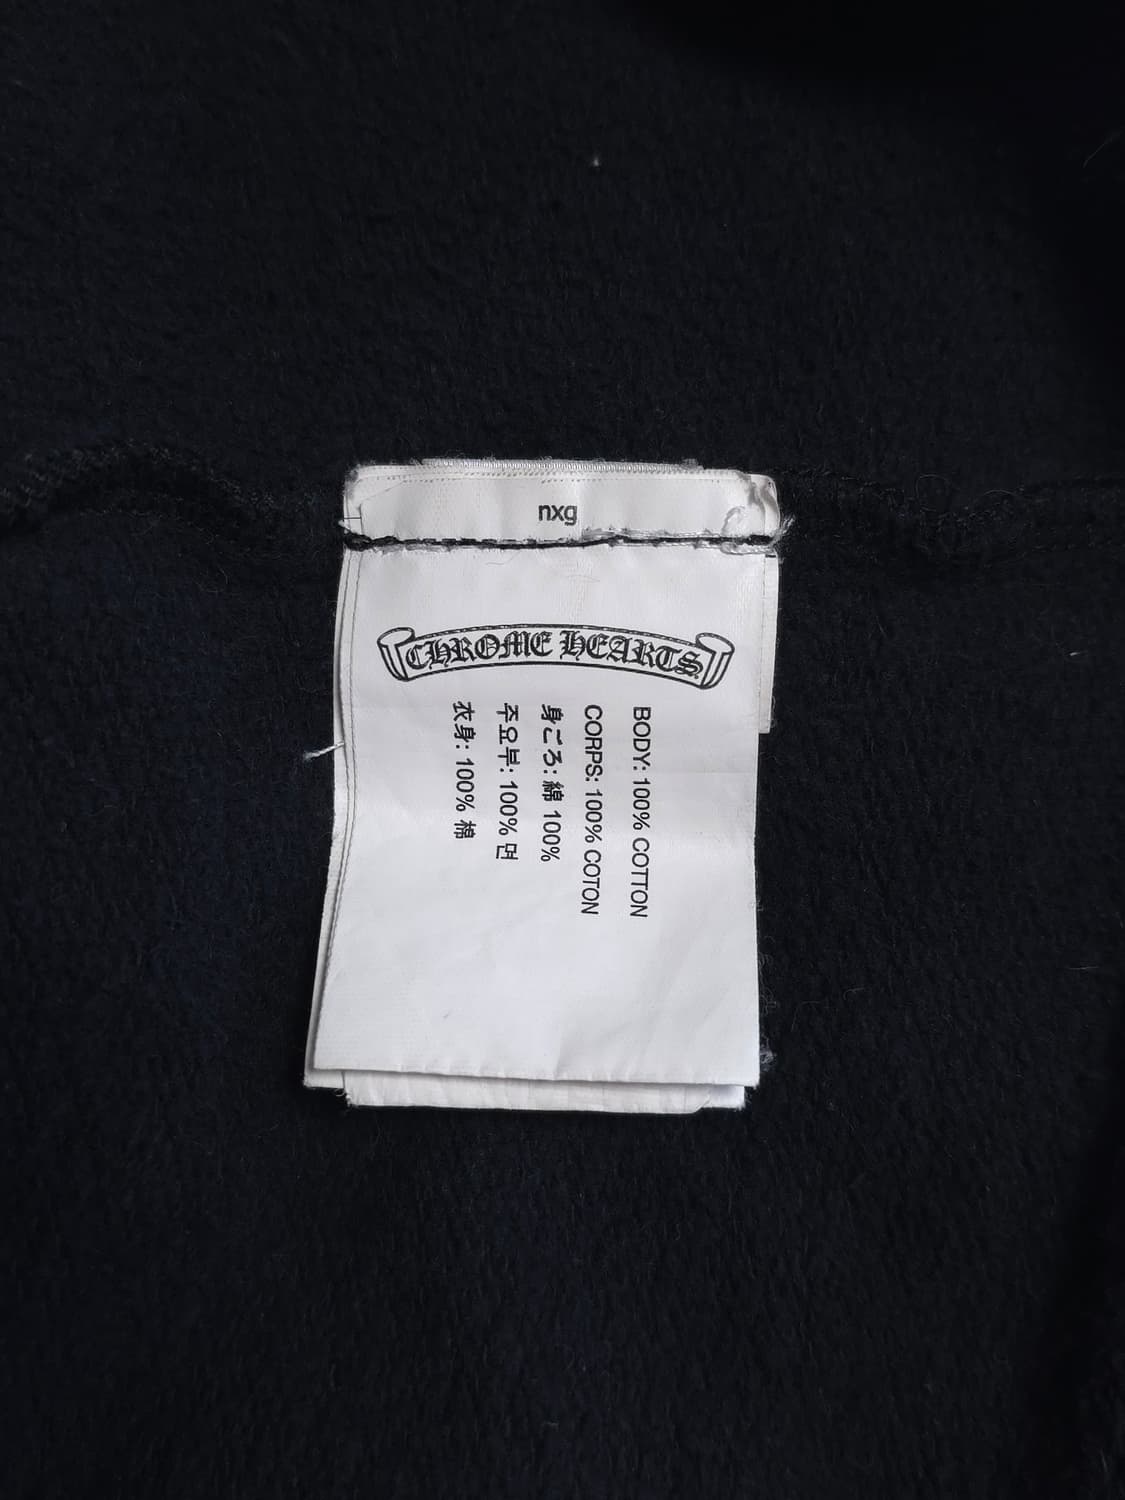 nxg
CHROME HEARTS
BODY: 100% COTTON
CORPS: 100% COTON
身ごろ: 綿 100%
주요부: 100% 면
衣身: 100% 棉